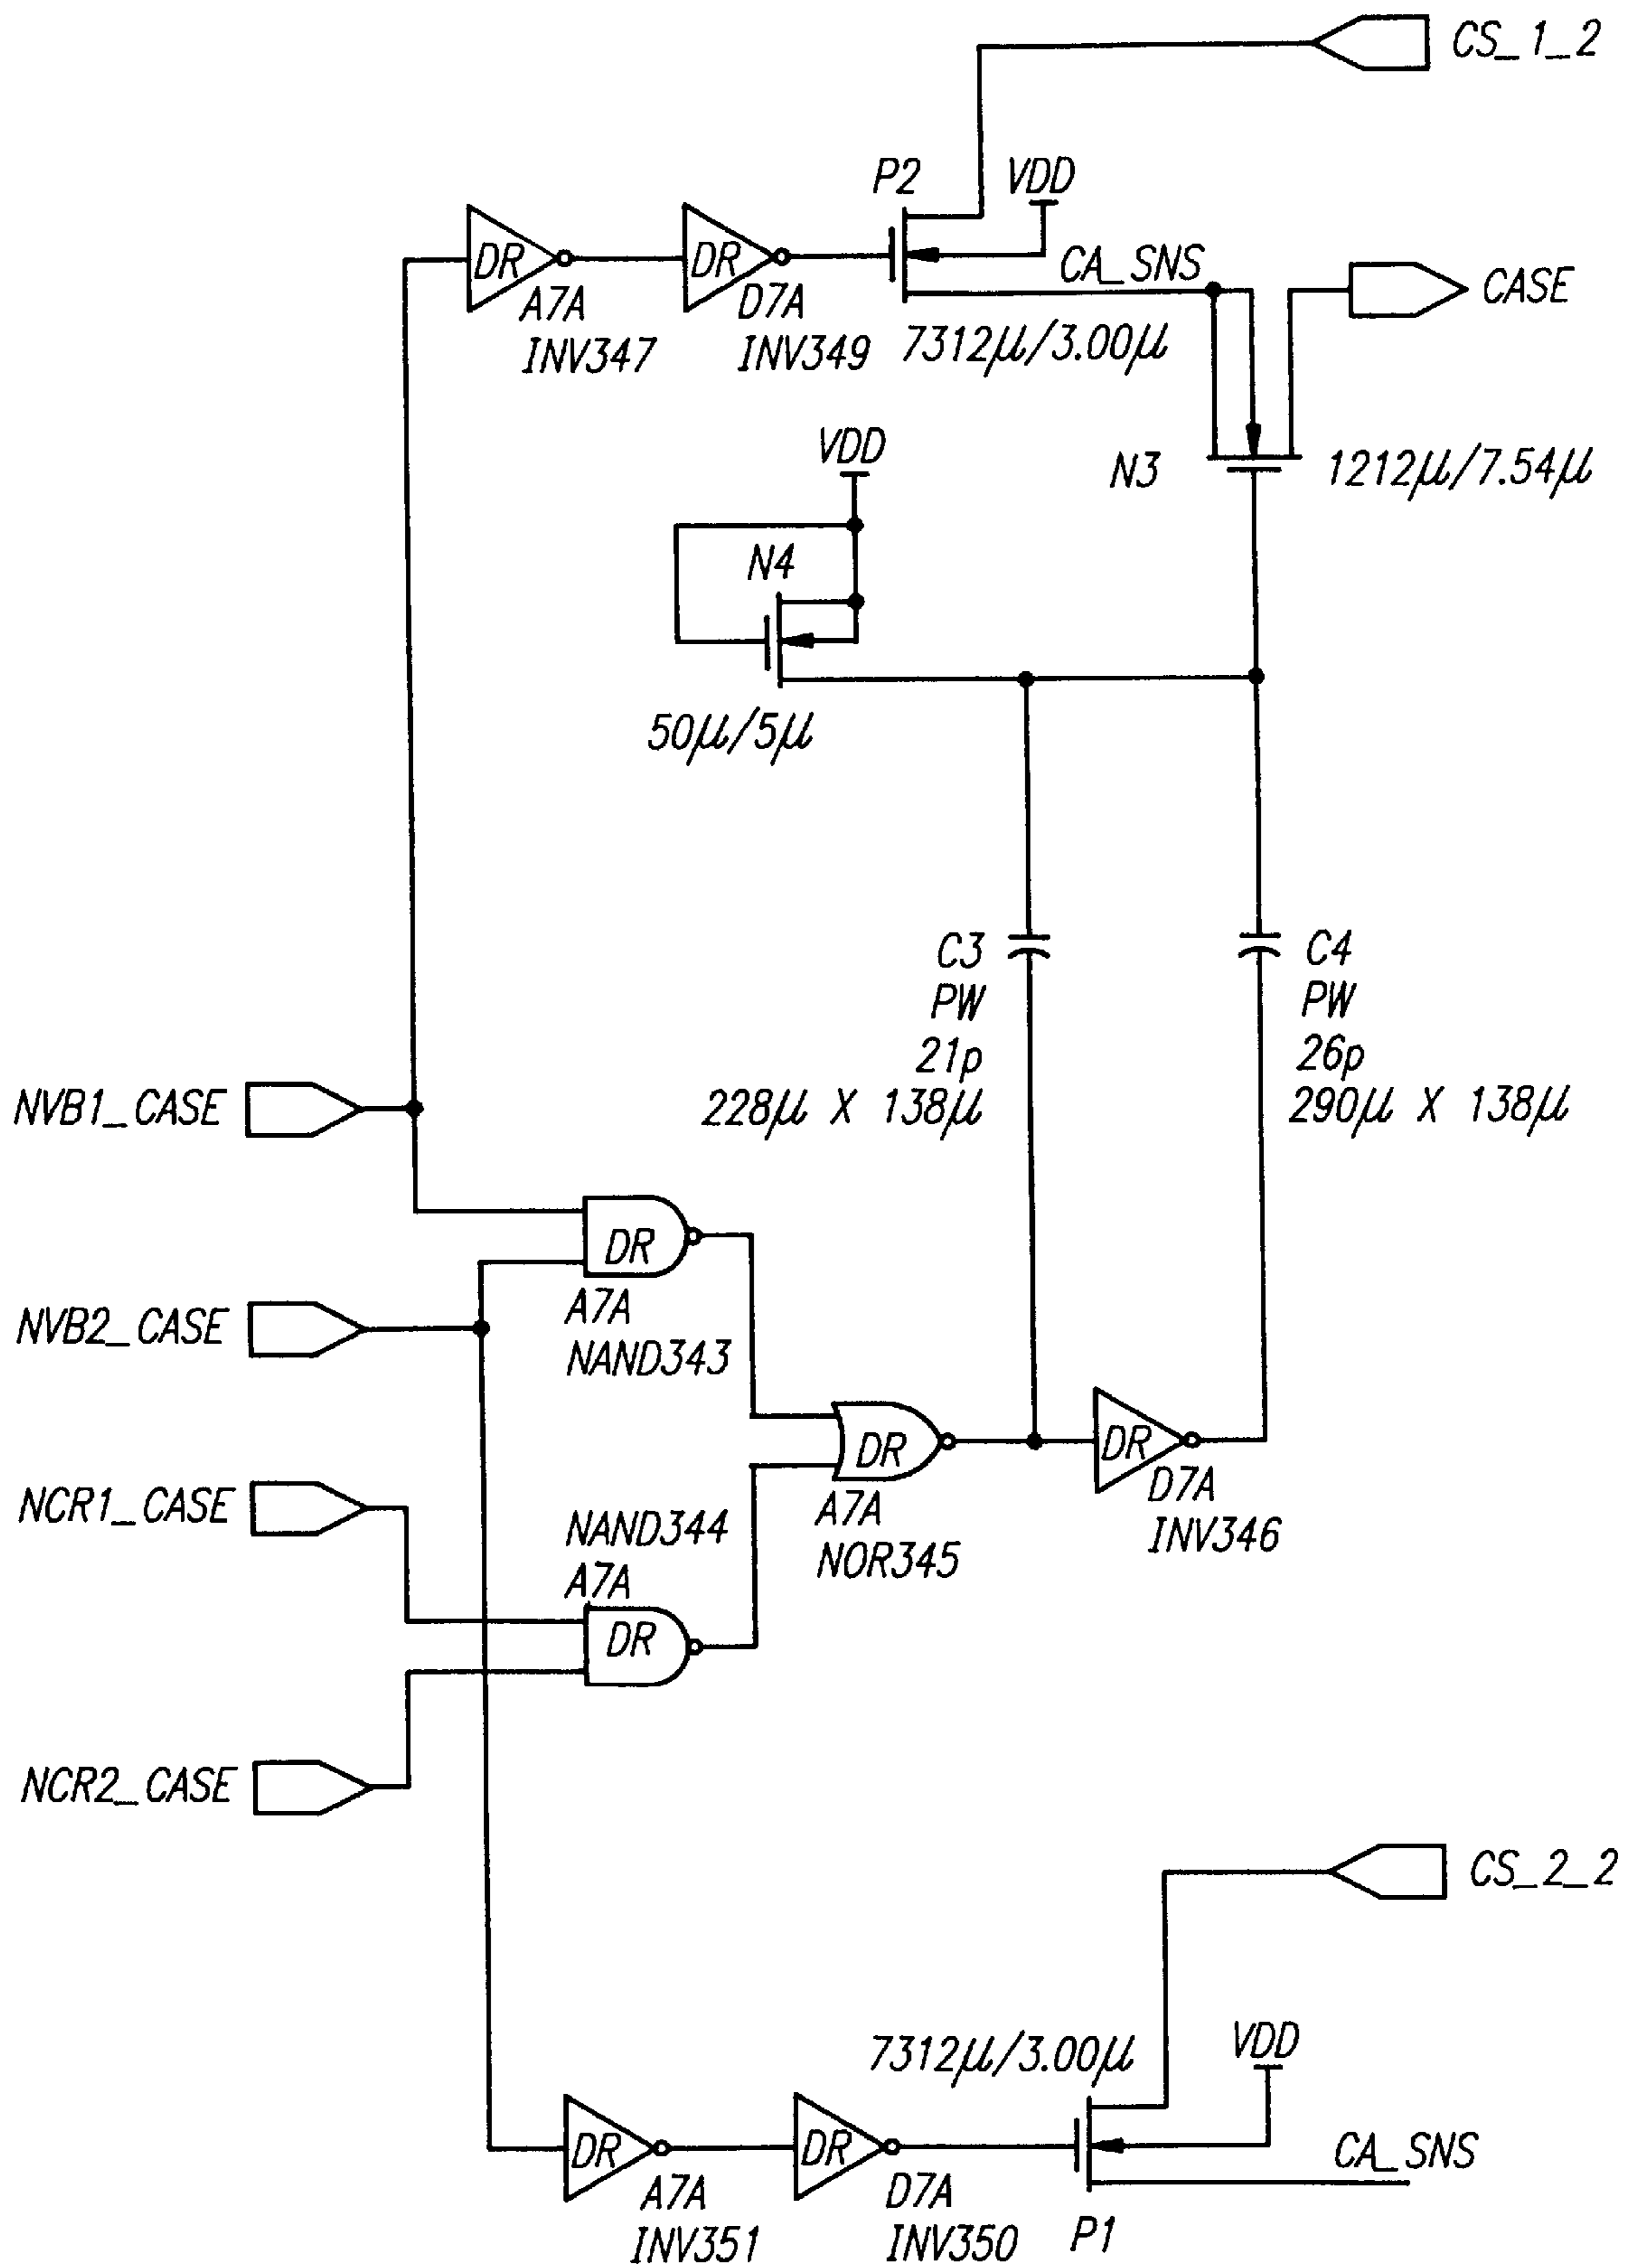 CS_1_2
P2
VDD
DR
DR
CA_SNS
CASE
A7A
INV347
D7A
INV349
7312μ/3.00μ
VDD
N3
1212μ/7.54μ
N4
50μ/5μ
C3
PW
21p
228μ X 138μ
C4
PW
26p
290μ X 138μ
NVB1_CASE
DR
A7A
NAND343
NVB2_CASE
DR
A7A
NOR345
DR
D7A
INV346
NCR1_CASE
NAND344
A7A
DR
NCR2_CASE
CS_2_2
7312μ/3.00μ
VDD
DR
A7A
INV351
DR
D7A
INV350
P1
CA_SNS